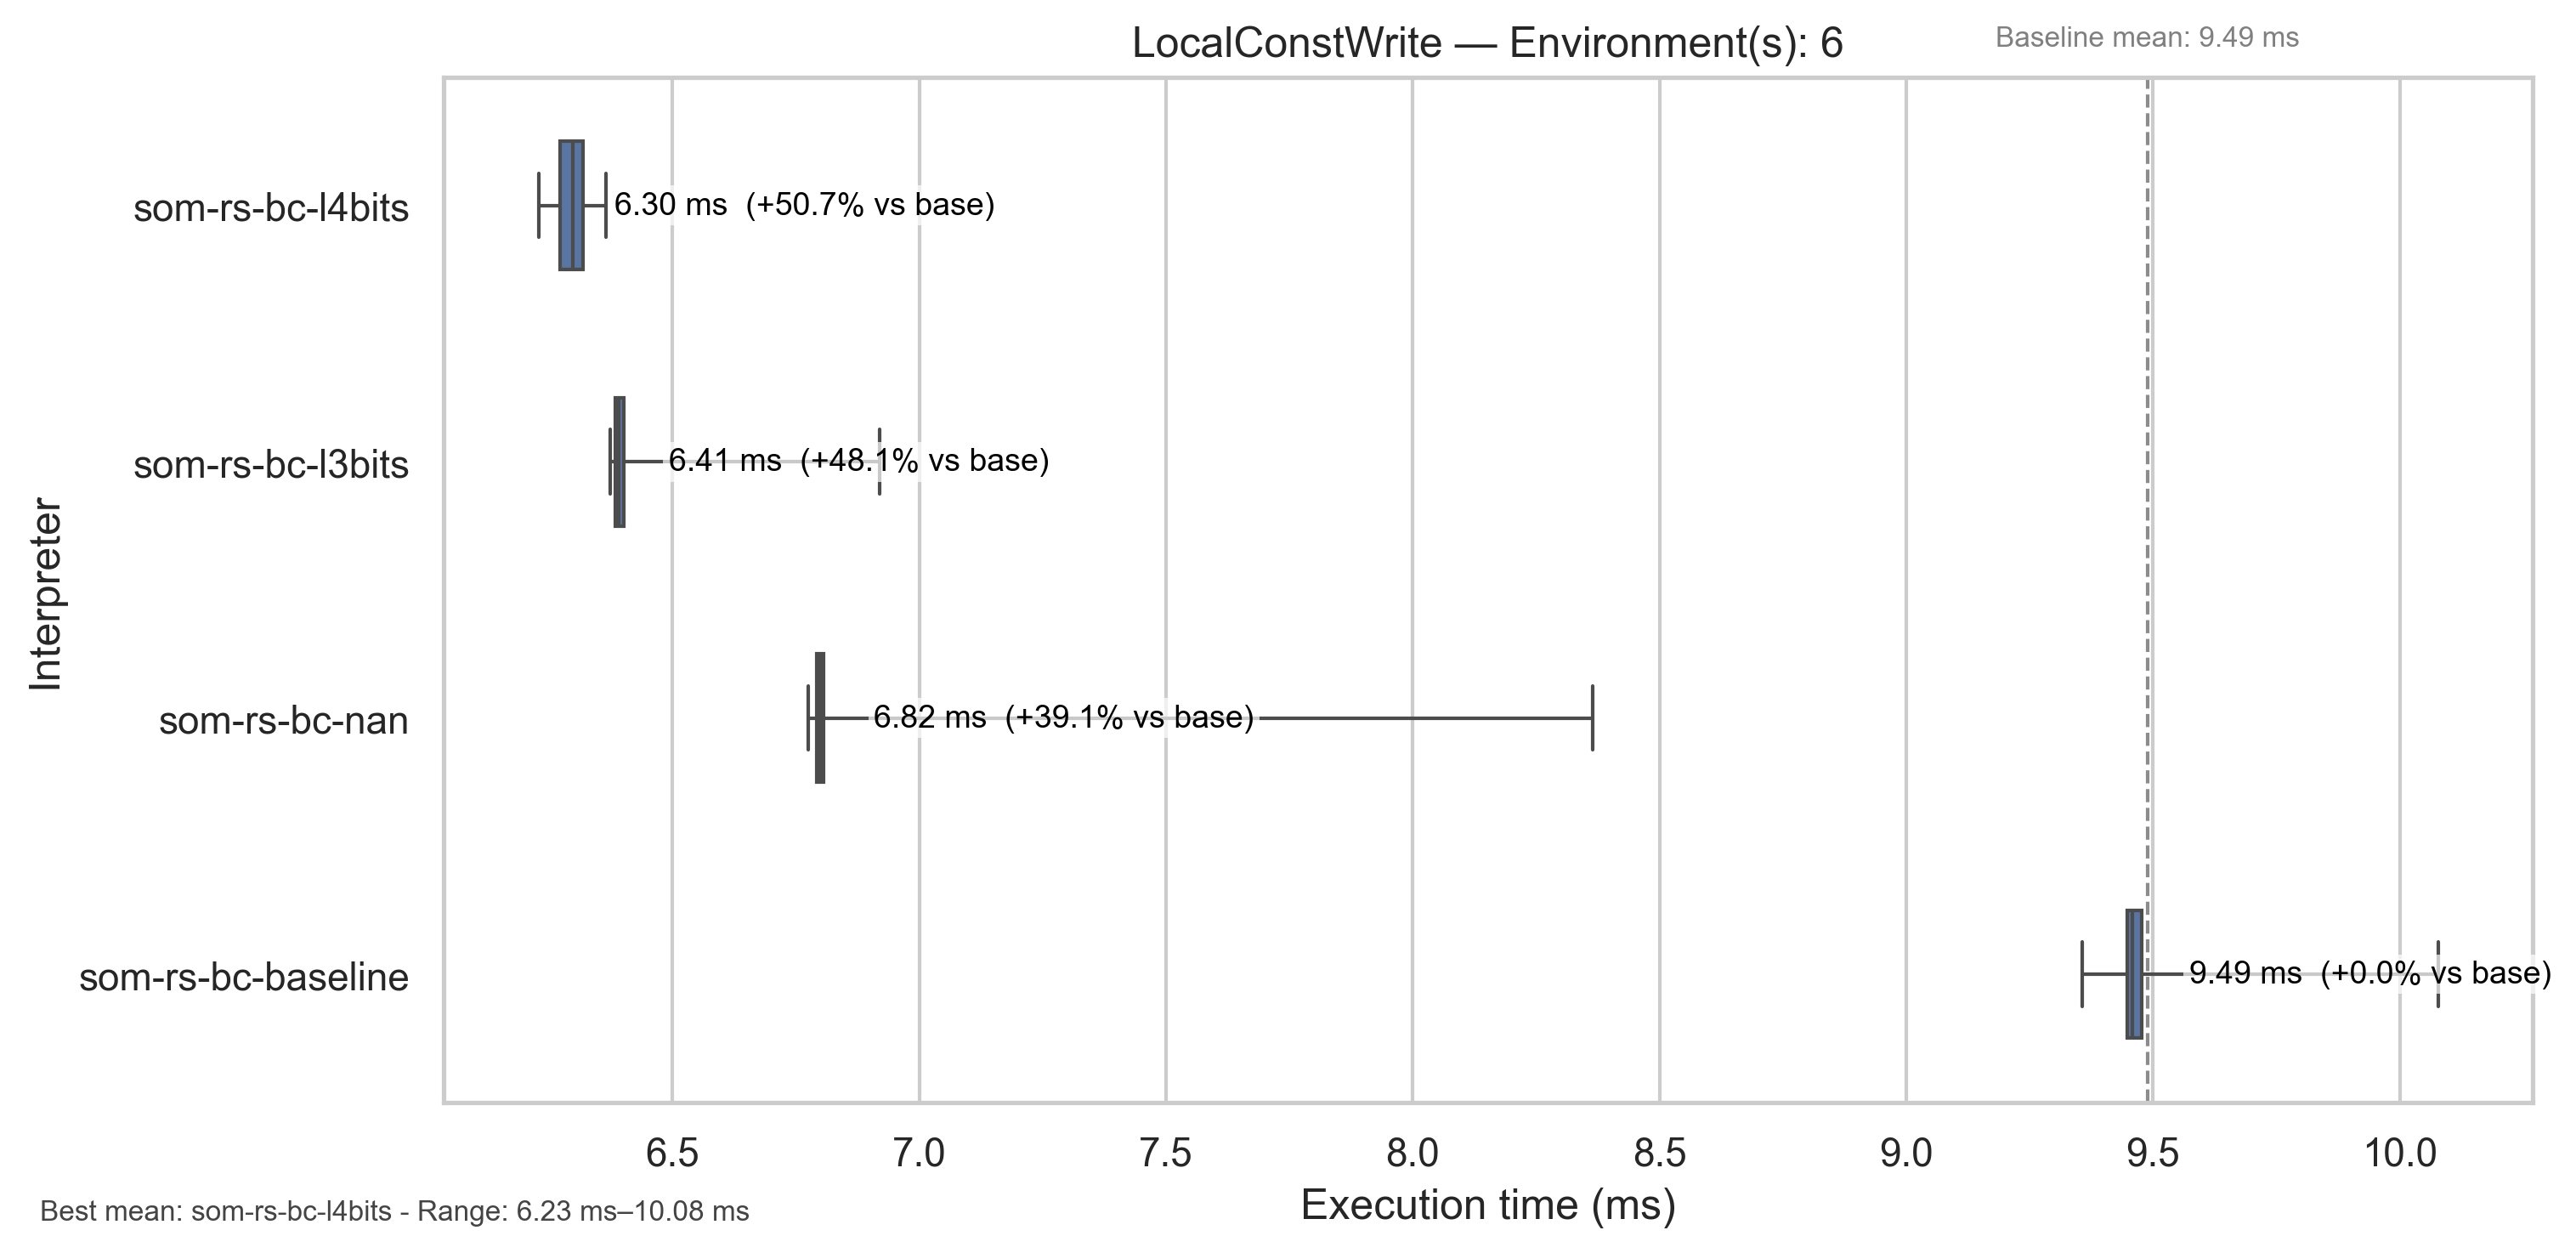 LocalConstWrite — Environment(s): 6
Baseline mean: 9.49 ms
som-rs-bc-l4bits
6.30 ms  (+50.7% vs base)
som-rs-bc-l3bits
6.41 ms  (+48.1% vs base)
Interpreter
som-rs-bc-nan
6.82 ms  (+39.1% vs base)
som-rs-bc-baseline
9.49 ms  (+0.0% vs base)
6.5 7.0 7.5 8.0 8.5 9.0 9.5 10.0
Execution time (ms)
Best mean: som-rs-bc-l4bits - Range: 6.23 ms–10.08 ms